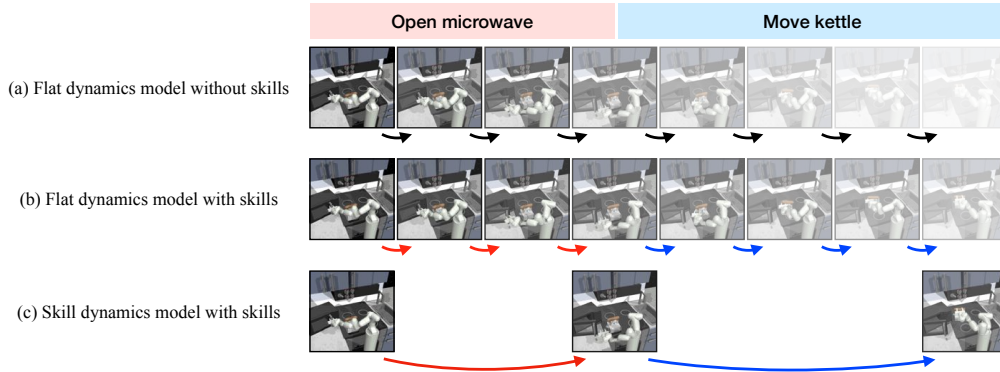 Open microwave
Move kettle
(a) Flat dynamics model without skills
(b) Flat dynamics model with skills
(c) Skill dynamics model with skills